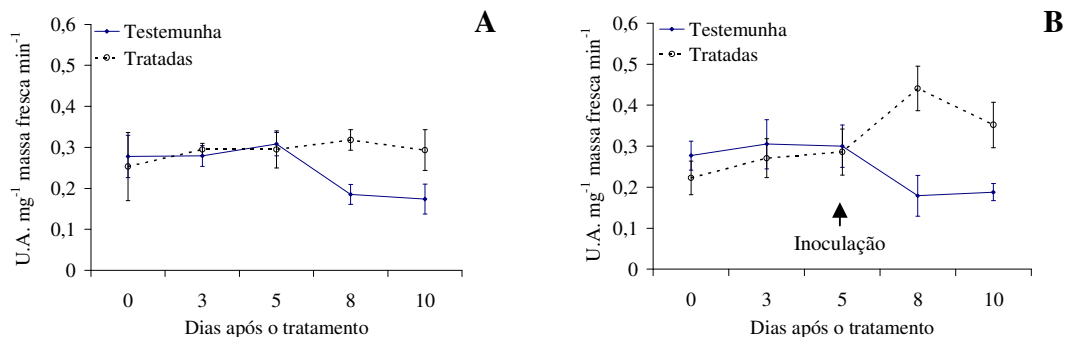 A
U.A. mg⁻¹ massa fresca min⁻¹
Testemunha
Tratadas
0,6
0,5
0,4
0,3
0,2
0,1
0
0 3 5 8 10
Dias após o tratamento
B
U.A. mg⁻¹ massa fresca min⁻¹
Testemunha
Tratadas
0,6
0,5
0,4
0,3
0,2
0,1
0
Inoculação
0 3 5 8 10
Dias após o tratamento